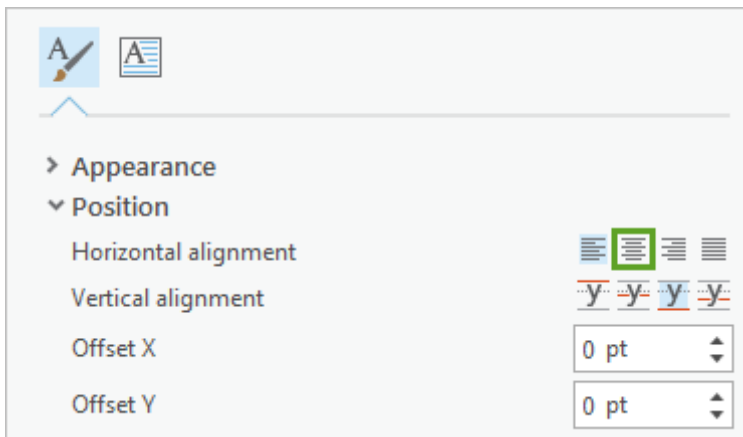 Appearance
Position
Horizontal alignment
Vertical alignment
Offset X 0 pt
Offset Y 0 pt